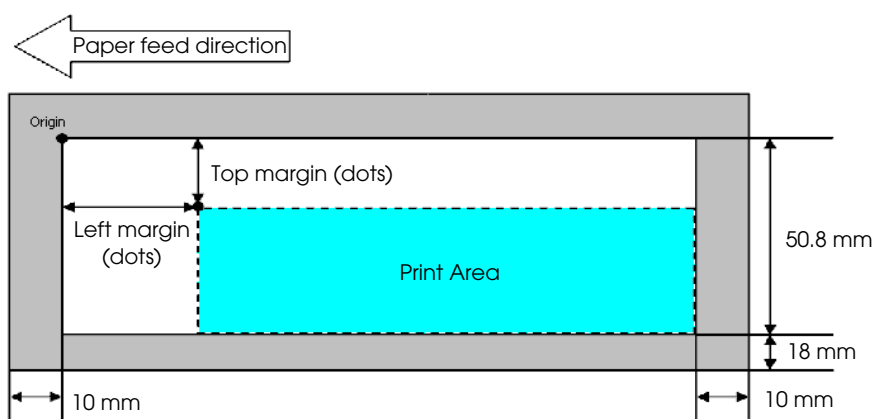 Paper feed direction
Origin
Top margin (dots)
Left margin
(dots)
50.8 mm
Print Area
18 mm
10 mm
10 mm